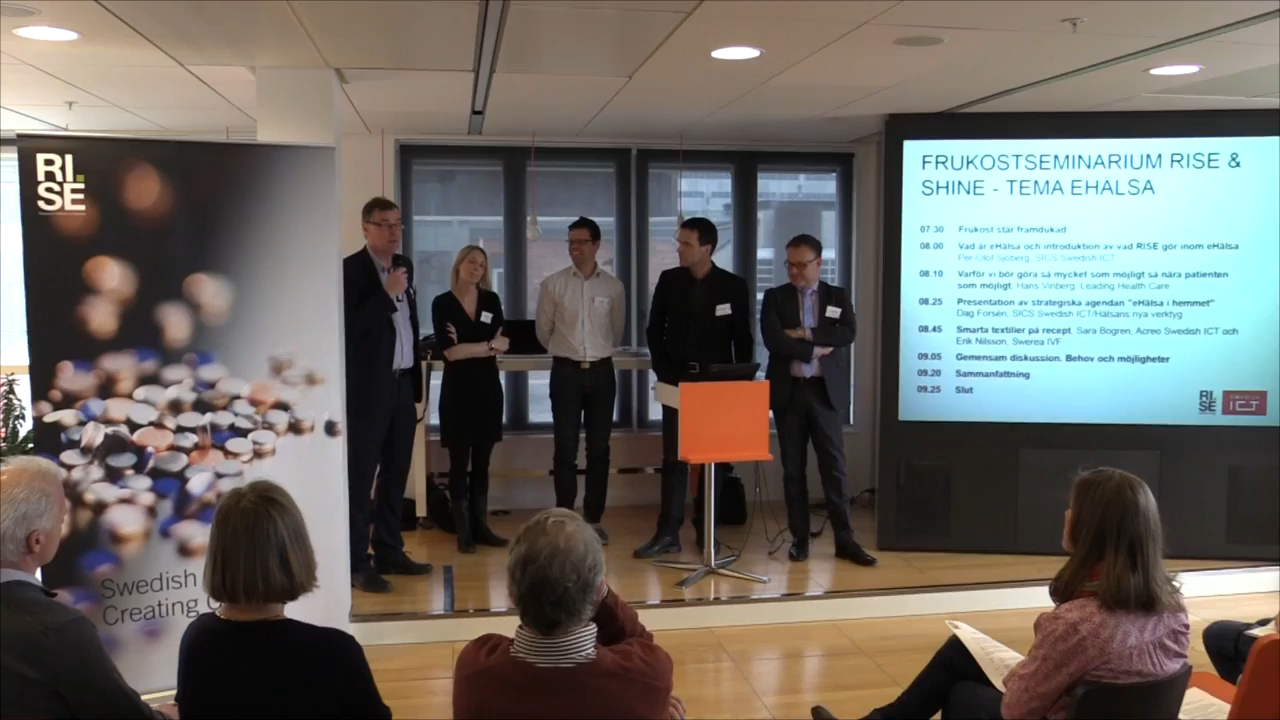 RI.
SE
Swedish
Creating
FRUKOSTSEMINARIUM RISE &
SHINE - TEMA EHÄLSA
07.30 Frukost står framdukad
08.00 Vad är eHälsa och introduktion av vad RISE gör inom eHälsa
Per-Olof Sjöberg, SICS Swedish ICT
08.10 Varför vi bör göra så mycket som möjligt så nära patienten
som möjligt, Hans Vinberg, Leading Health Care
08.25 Presentation av strategiska agendan "eHälsa i hemmet"
Dag Forsén, SICS Swedish ICT/Hälsans nya verktyg
08.45 Smarta textilier på recept, Sara Bogren, Acreo Swedish ICT och
Erik Nilsson, Swerea IVF
09.05 Gemensam diskussion. Behov och möjligheter
09.20 Sammanfattning
09.25 Slut
RI.
SE
SWEDISH
ICT